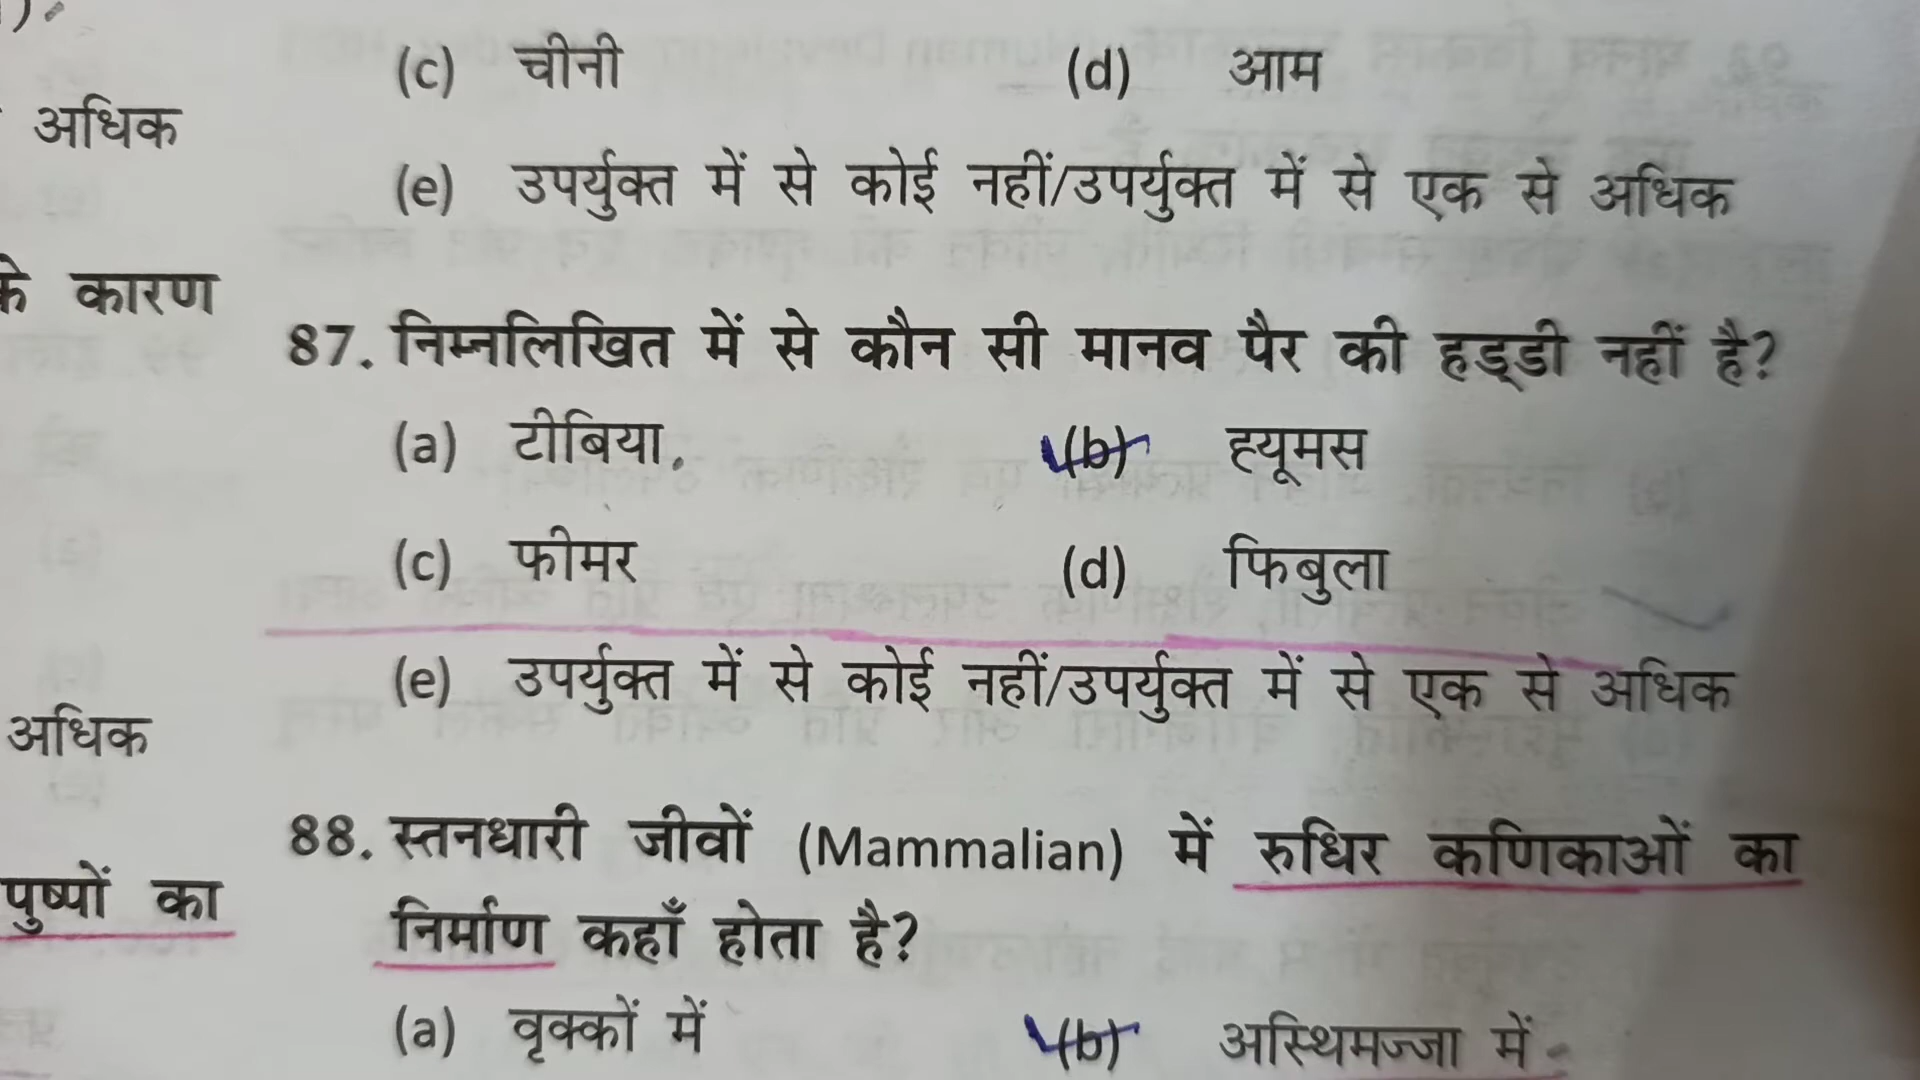 अधिक
के कारण
अधिक
पुष्पों का
(c) चीनी (d) आम
(e) उपर्युक्त में से कोई नहीं/उपर्युक्त में से एक से अधिक
87. निम्नलिखित में से कौन सी मानव पैर की हड्डी नहीं है?
(a) टीबिया. (b) ह्यूमस
(c) फीमर (d) फिबुला
(e) उपर्युक्त में से कोई नहीं/उपर्युक्त में से एक से अधिक
88. स्तनधारी जीवों (Mammalian) में रुधिर कणिकाओं का
निर्माण कहाँ होता है?
(a) वृक्कों में (b) अस्थिमज्जा में